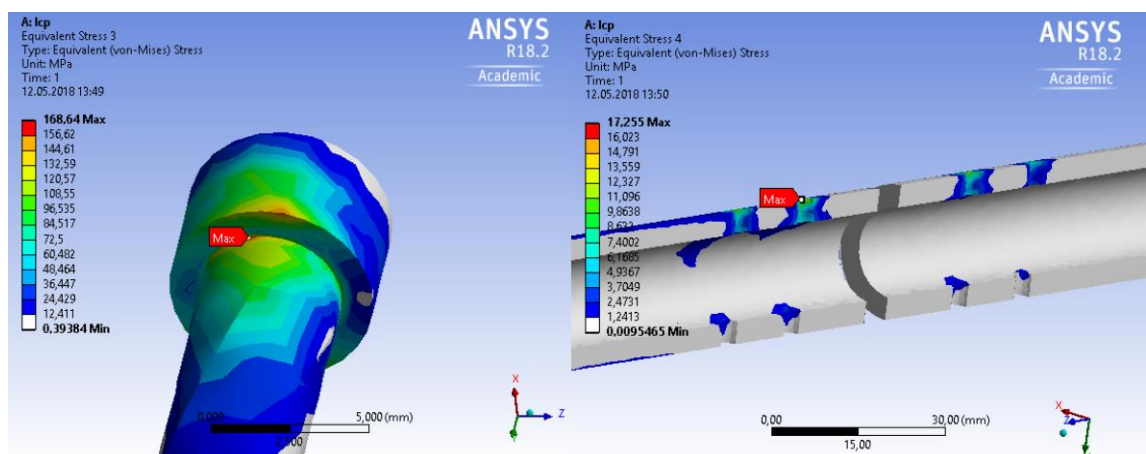 A: lcp
Equivalent Stress 3
Type: Equivalent (von-Mises) Stress
Unit: MPa
Time: 1
12.05.2018 13:49
168,64 Max
156,62
144,61
132,59
120,57
108,55
96,535
84,517
72,5
60,482
48,464
36,447
24,429
12,411
0,39384 Min
ANSYS
R18.2
Academic
Max
0,000
5,000 (mm)
2,500
X
Z
Y
A: lcp
Equivalent Stress 4
Type: Equivalent (von-Mises) Stress
Unit: MPa
Time: 1
12.05.2018 13:50
17,255 Max
16,023
14,791
13,559
12,327
11,096
9,8638
8,632
7,4002
6,1685
4,9367
3,7049
2,4731
1,2413
0,0095465 Min
ANSYS
R18.2
Academic
Max
0,00
30,00 (mm)
15,00
X
Z